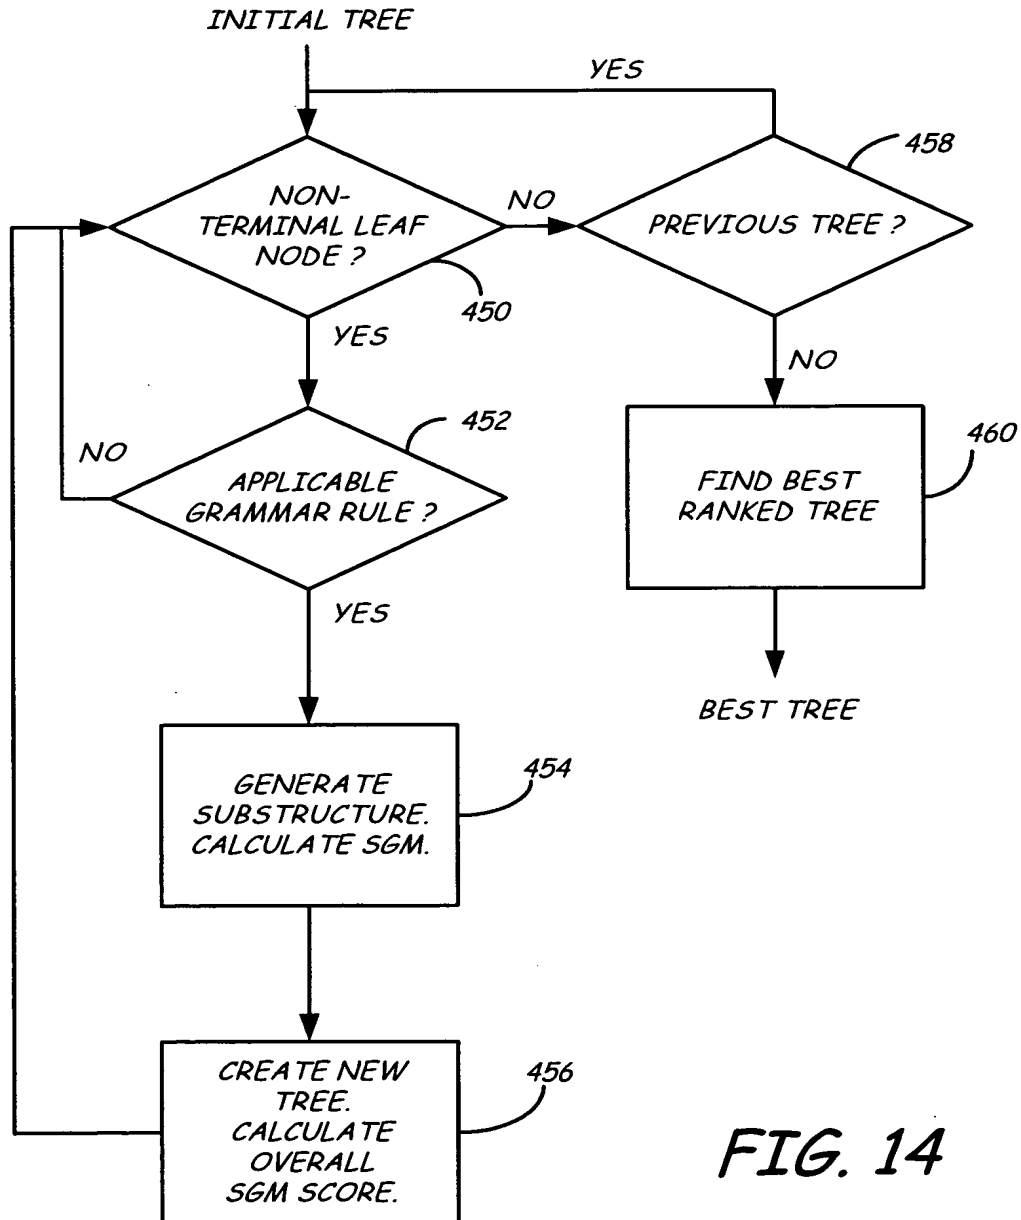 INITIAL TREE
YES
458
NON-
TERMINAL LEAF
NODE ?
NO
PREVIOUS TREE ?
450
YES
NO
452
NO
APPLICABLE
GRAMMAR RULE ?
460
FIND BEST
RANKED TREE
YES
BEST TREE
454
GENERATE
SUBSTRUCTURE.
CALCULATE SGM.
456
CREATE NEW
TREE.
CALCULATE
OVERALL
SGM SCORE.
FIG. 14